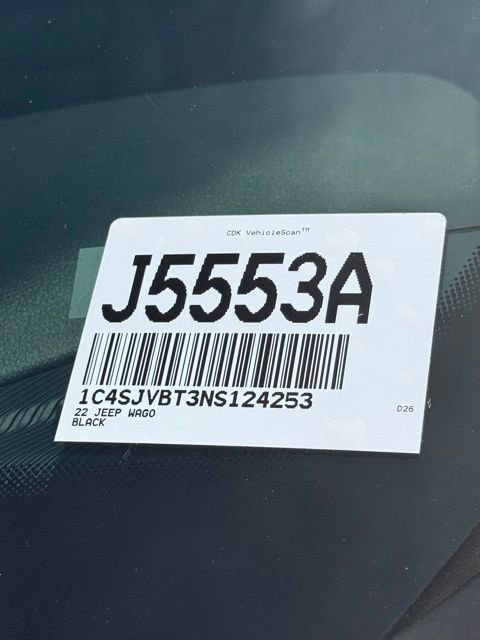 CDK VehicleScan™
J5553A
1C4SJVBT3NS124253
22 JEEP WAGO
BLACK
D26